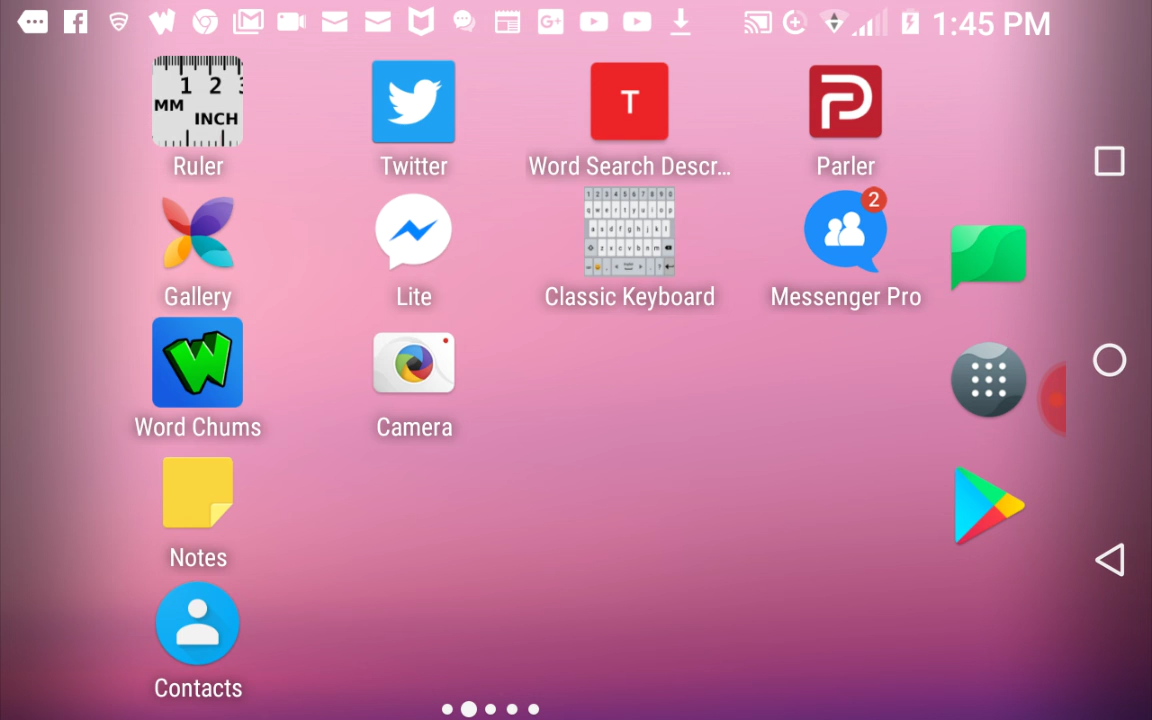 1:45 PM
1 2 3
MM
INCH
T
Ruler Twitter Word Search Descr... Parler
2
Gallery Lite Classic Keyboard Messenger Pro
W
Word Chums Camera
Notes
Contacts